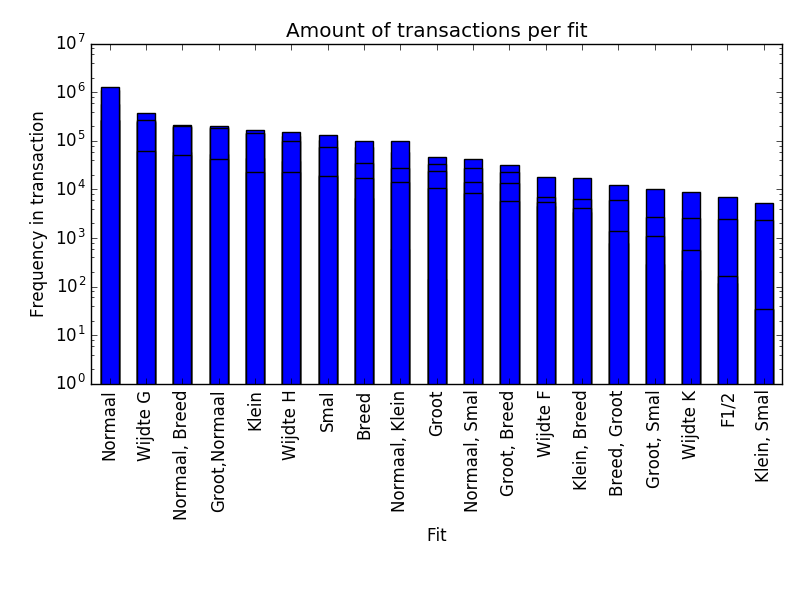 Amount of transactions per fit
Frequency in transaction
10^7
10^6
10^5
10^4
10^3
10^2
10^1
10^0
Normaal
Wijdte G
Normaal, Breed
Groot,Normaal
Klein
Wijdte H
Smal
Breed
Normaal, Klein
Groot
Normaal, Smal
Groot, Breed
Wijdte F
Klein, Breed
Breed, Groot
Groot, Smal
Wijdte K
F1/2
Klein, Smal
Fit